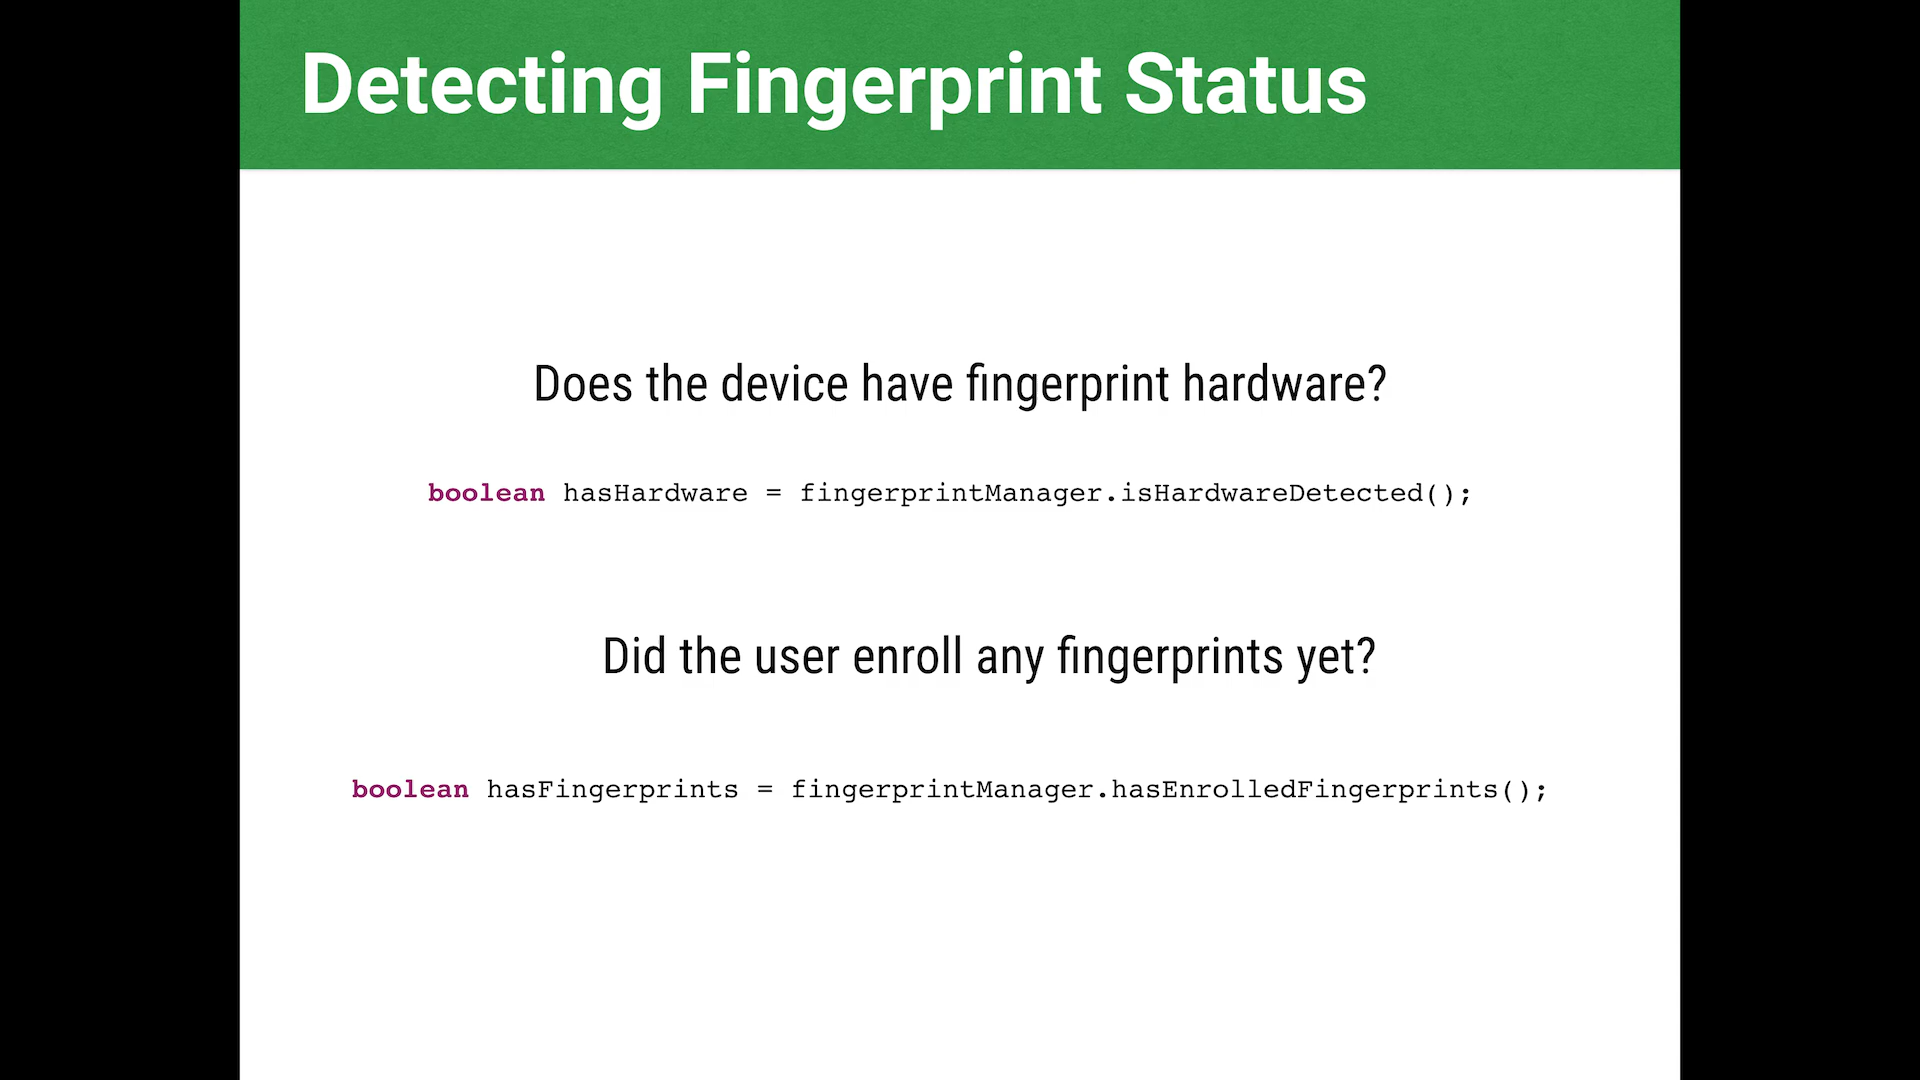 Detecting Fingerprint Status
Does the device have fingerprint hardware?
boolean hasHardware = fingerprintManager.isHardwareDetected();
Did the user enroll any fingerprints yet?
boolean hasFingerprints = fingerprintManager.hasEnrolledFingerprints();